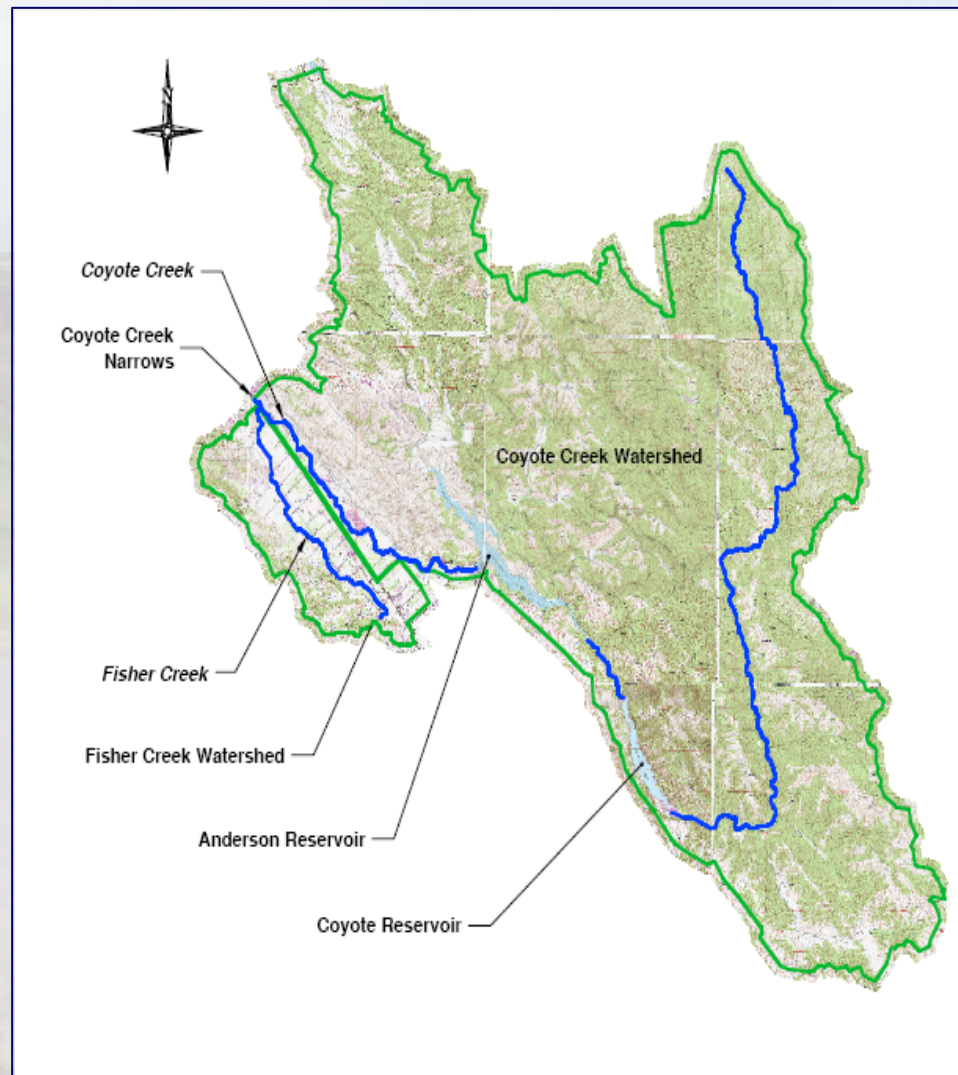 N
Coyote Creek
Coyote Creek
Narrows
Coyote Creek Watershed
Fisher Creek
Fisher Creek Watershed
Anderson Reservoir
Coyote Reservoir